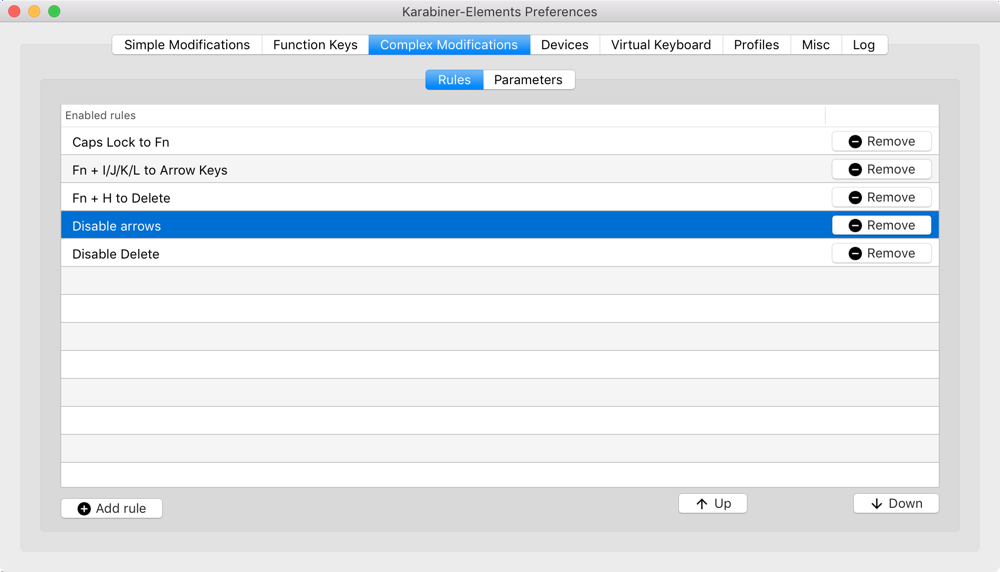 Karabiner-Elements Preferences
Simple Modifications Function Keys Complex Modifications Devices Virtual Keyboard Profiles Misc Log
Rules Parameters
Enabled rules
Caps Lock to Fn Remove
Fn + I/J/K/L to Arrow Keys Remove
Fn + H to Delete Remove
Disable arrows Remove
Disable Delete Remove
Add rule Up Down